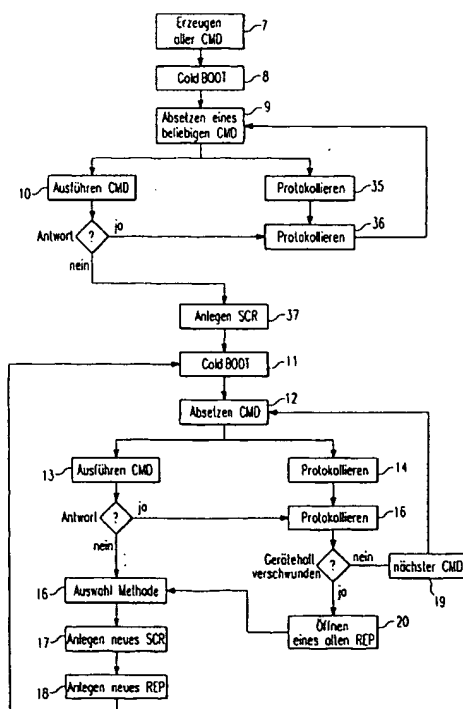 Erzeugen
aller CMD
7
Cold BOOT
8
9
Absetzen eines
beliebigen CMD
10
Ausführen CMD
Protokollieren
35
36
Antwort
?
ja
Protokollieren
nein
Anlegen SCR
37
Cold BOOT
11
12
Absetzen CMD
13
Ausführen CMD
Protokollieren
14
Antwort
?
ja
Protokollieren
16
nein
Gerätehalt
verschwunden
?
nein
nächster CMD
19
ja
16
Auswahl Methode
Öffnen
eines alten REP
20
17
Anlegen neues SCR
18
Anlegen neues REP